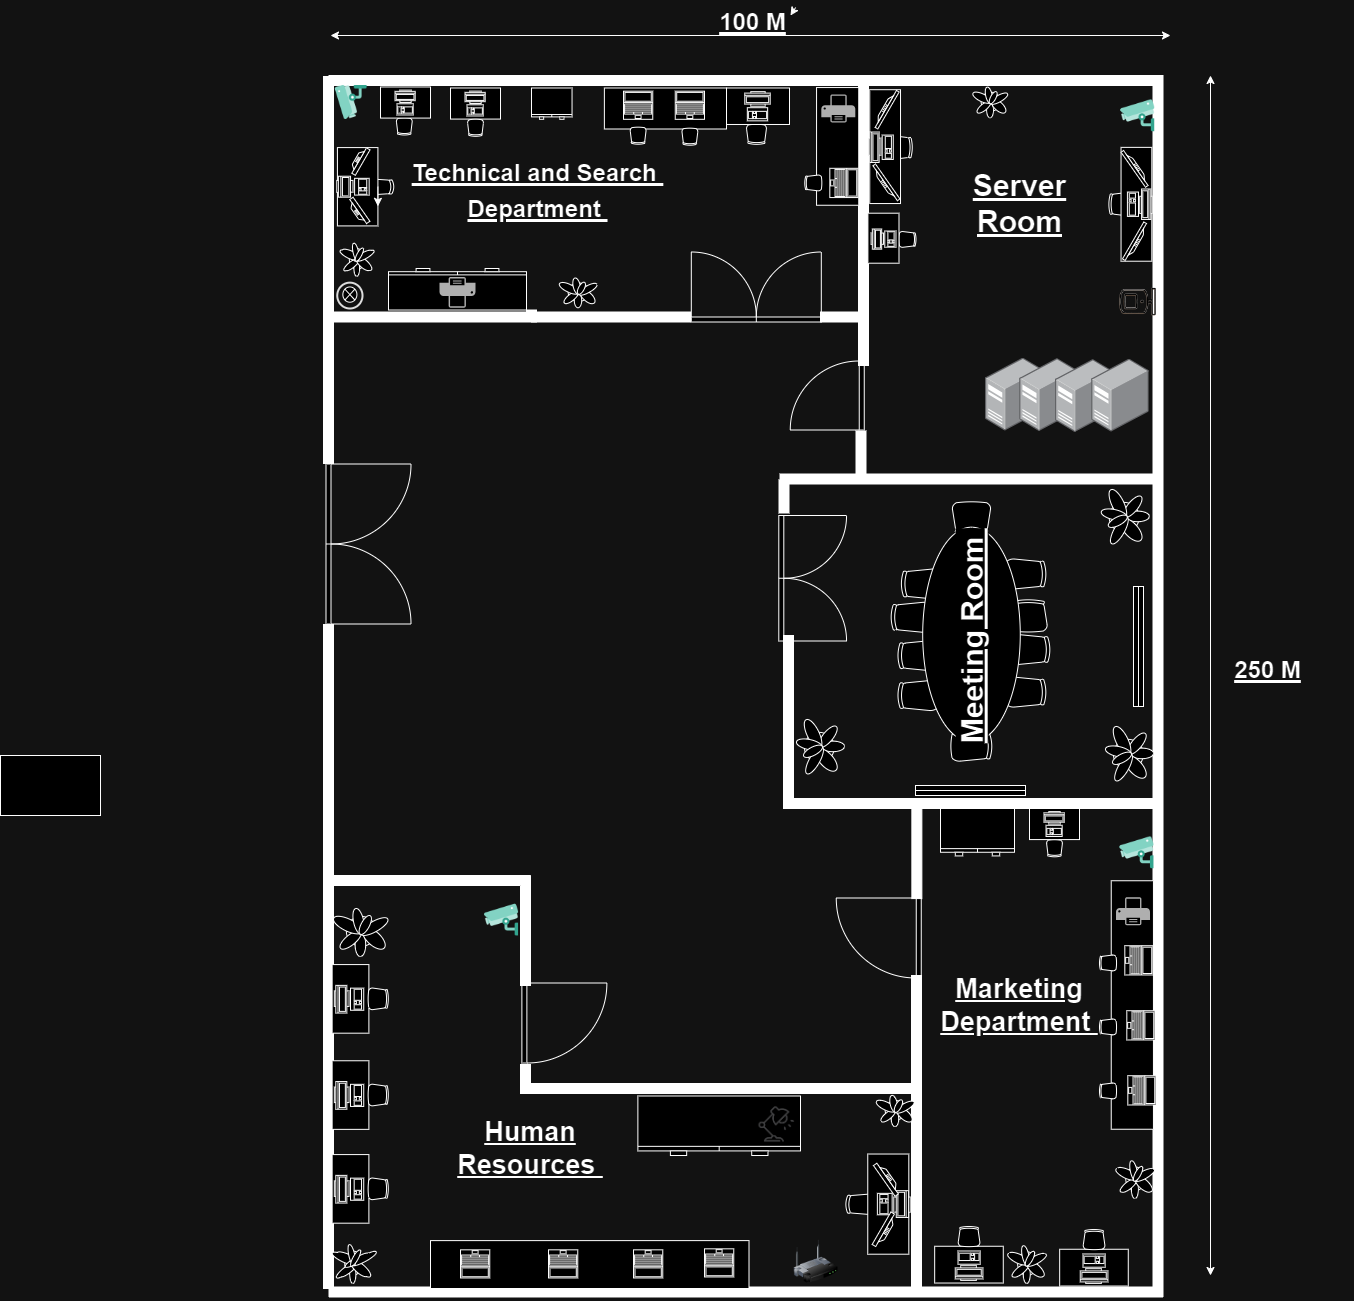 100 M
Technical and Search
Department
Server
Room
Meeting Room
250 M
Marketing
Department
Human
Resources